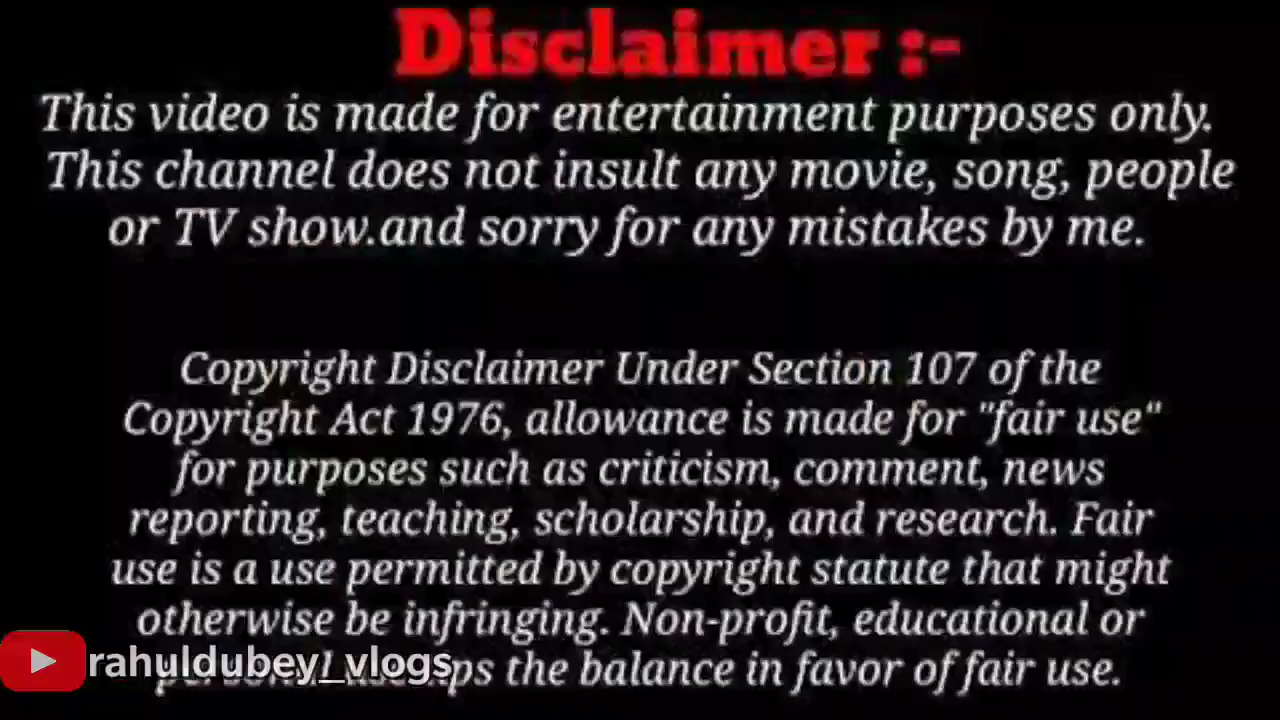 Disclaimer :-
This video is made for entertainment purposes only.
This channel does not insult any movie, song, people
or TV show.and sorry for any mistakes by me.
Copyright Disclaimer Under Section 107 of the
Copyright Act 1976, allowance is made for "fair use"
for purposes such as criticism, comment, news
reporting, teaching, scholarship, and research. Fair
use is a use permitted by copyright statute that might
otherwise be infringing. Non-profit, educational or
the balance in favor of fair use.
rahuldubey_vlogs